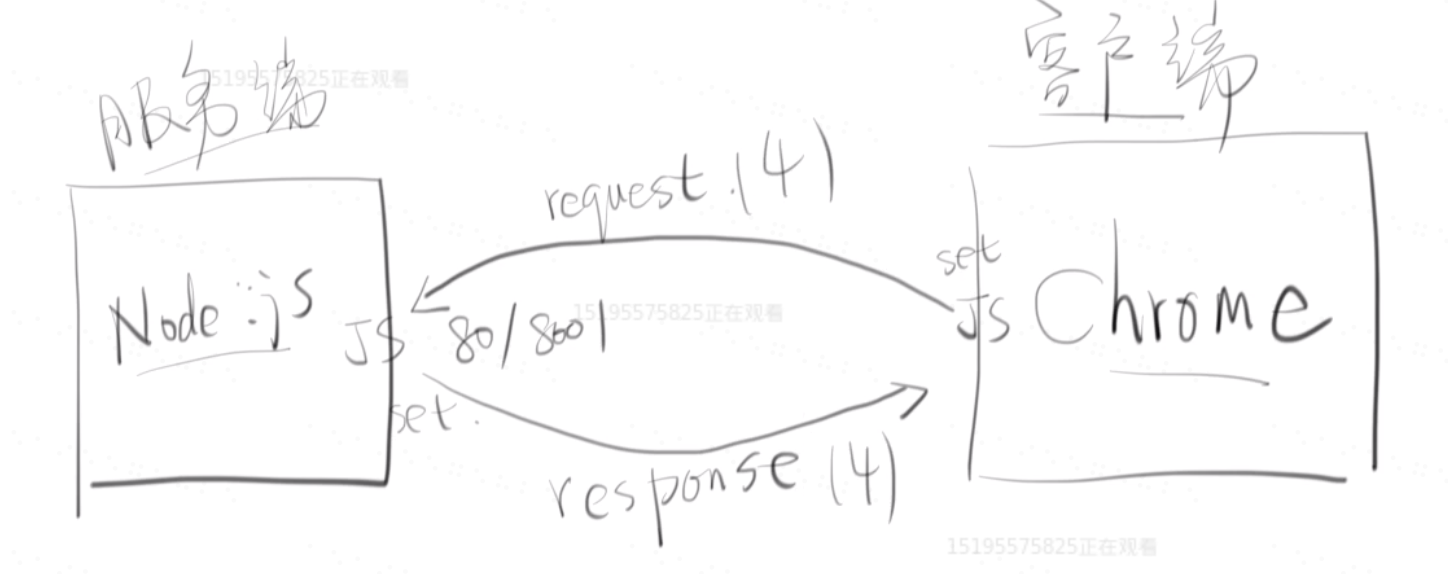 服务端
15195575825正在观看
客户端
request.(4)
Node.js
JS
80/8001
15195575825正在观看
set
JS
Chrome
set.
response (4)
15195575825正在观看